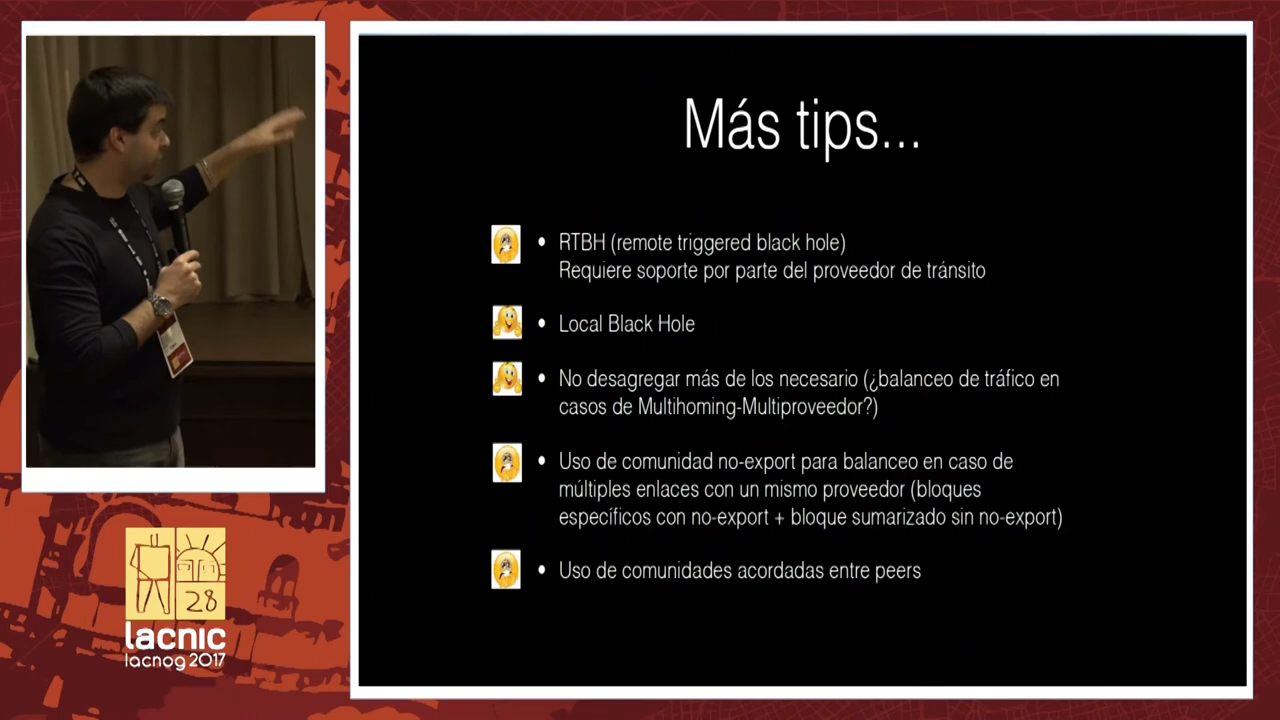 Más tips...
RTBH (remote triggered black hole)
Requiere soporte por parte del proveedor de tránsito
Local Black Hole
No desagregar más de los necesario (¿balanceo de tráfico en
casos de Multihoming-Multiproveedor?)
Uso de comunidad no-export para balanceo en caso de
múltiples enlaces con un mismo proveedor (bloques
específicos con no-export + bloque sumarizado sin no-export)
Uso de comunidades acordadas entre peers
28
lacnic
lacnog 2017